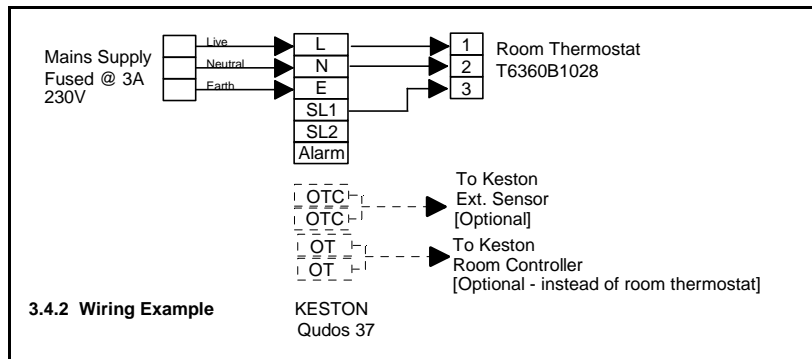 Mains Supply
Fused @ 3A
230V
Live
Neutral
Earth
L
N
E
SL1
SL2
Alarm
1
2
3
Room Thermostat
T6360B1028
OTC
OTC
To Keston
Ext. Sensor
[Optional]
OT
OT
To Keston
Room Controller
[Optional - instead of room thermostat]
3.4.2 Wiring Example
KESTON
Qudos 37